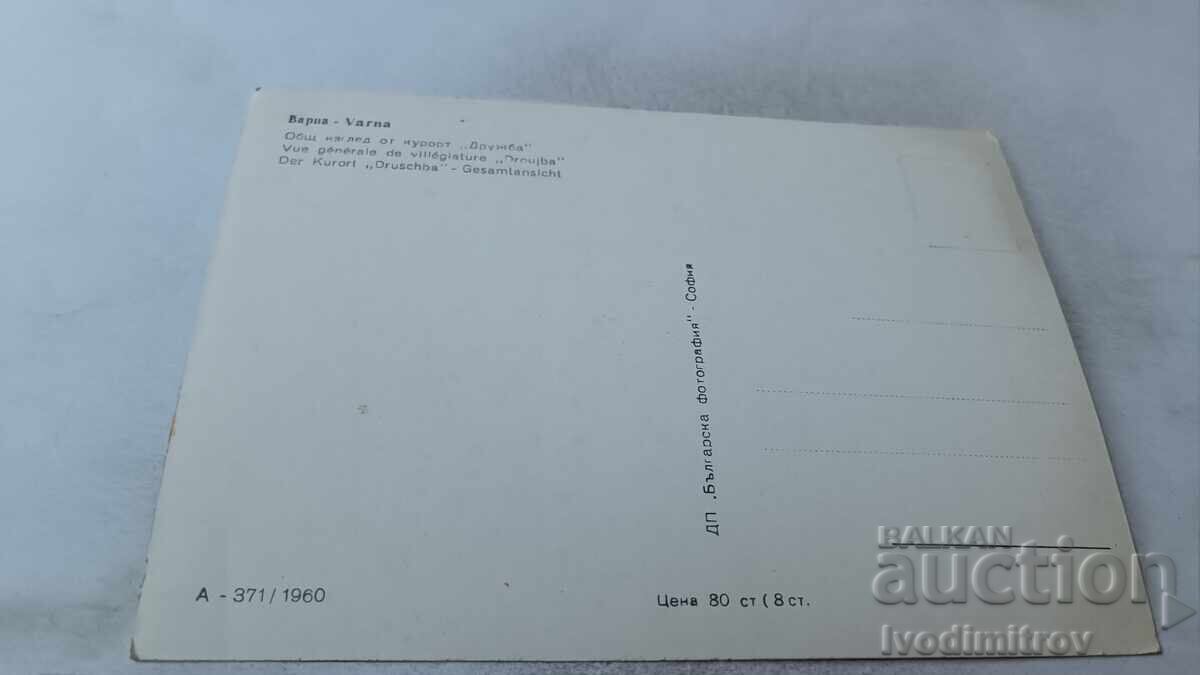 Варна - Varna
Общ изглед от курорт „Дружба"
Vue générale de villégiature „Droujba"
Der Kurort „Druschba" - Gesamtansicht
ДП „Българска фотография" - София
А - 371/1960
Цена 80 ст (8 ст.
BALKAN
auction
Ivodimitrov